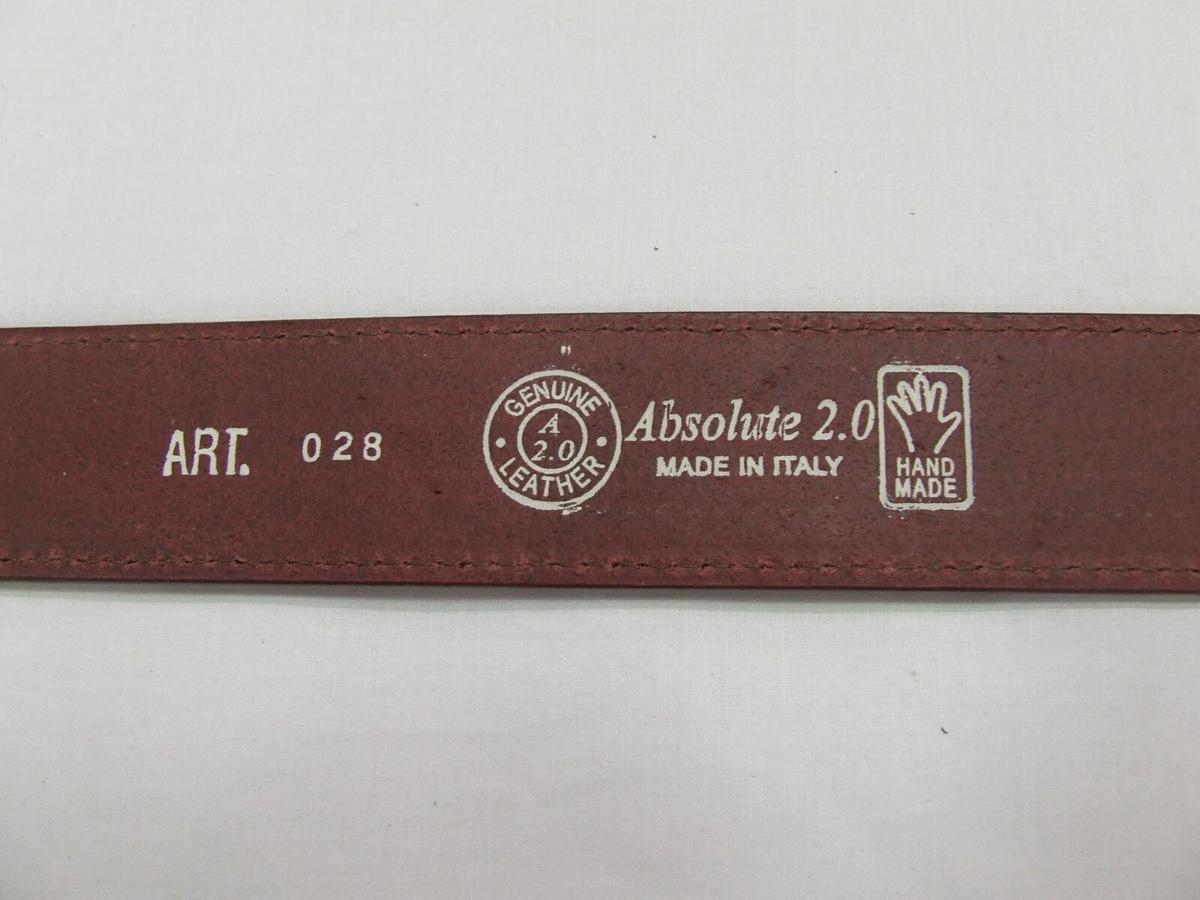 ART. 028
GENUINE
A
2.0
LEATHER
Absolute 2.0
MADE IN ITALY
HAND
MADE